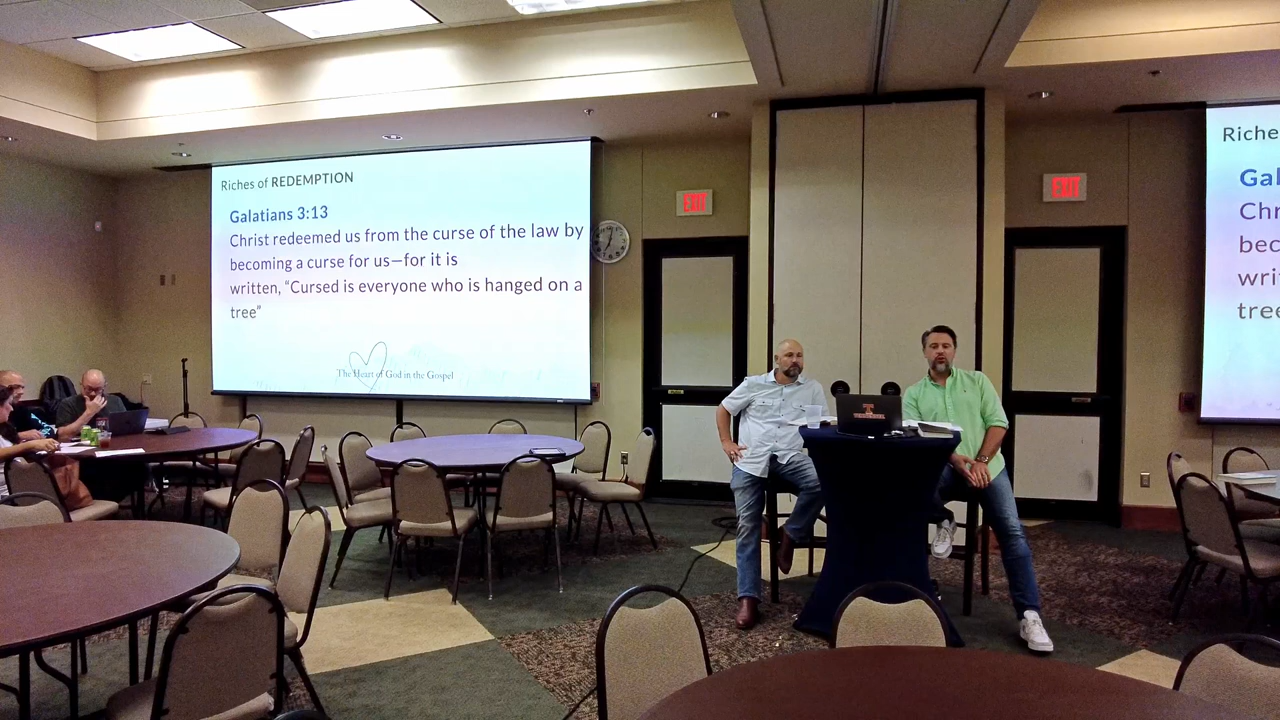 Riches of REDEMPTION
Galatians 3:13
Christ redeemed us from the curse of the law by
becoming a curse for us—for it is
written, “Cursed is everyone who is hanged on a
tree”
The Heart of God in the Gospel
EXIT
EXIT
Riche
Gal
Chr
bec
writ
tree
T